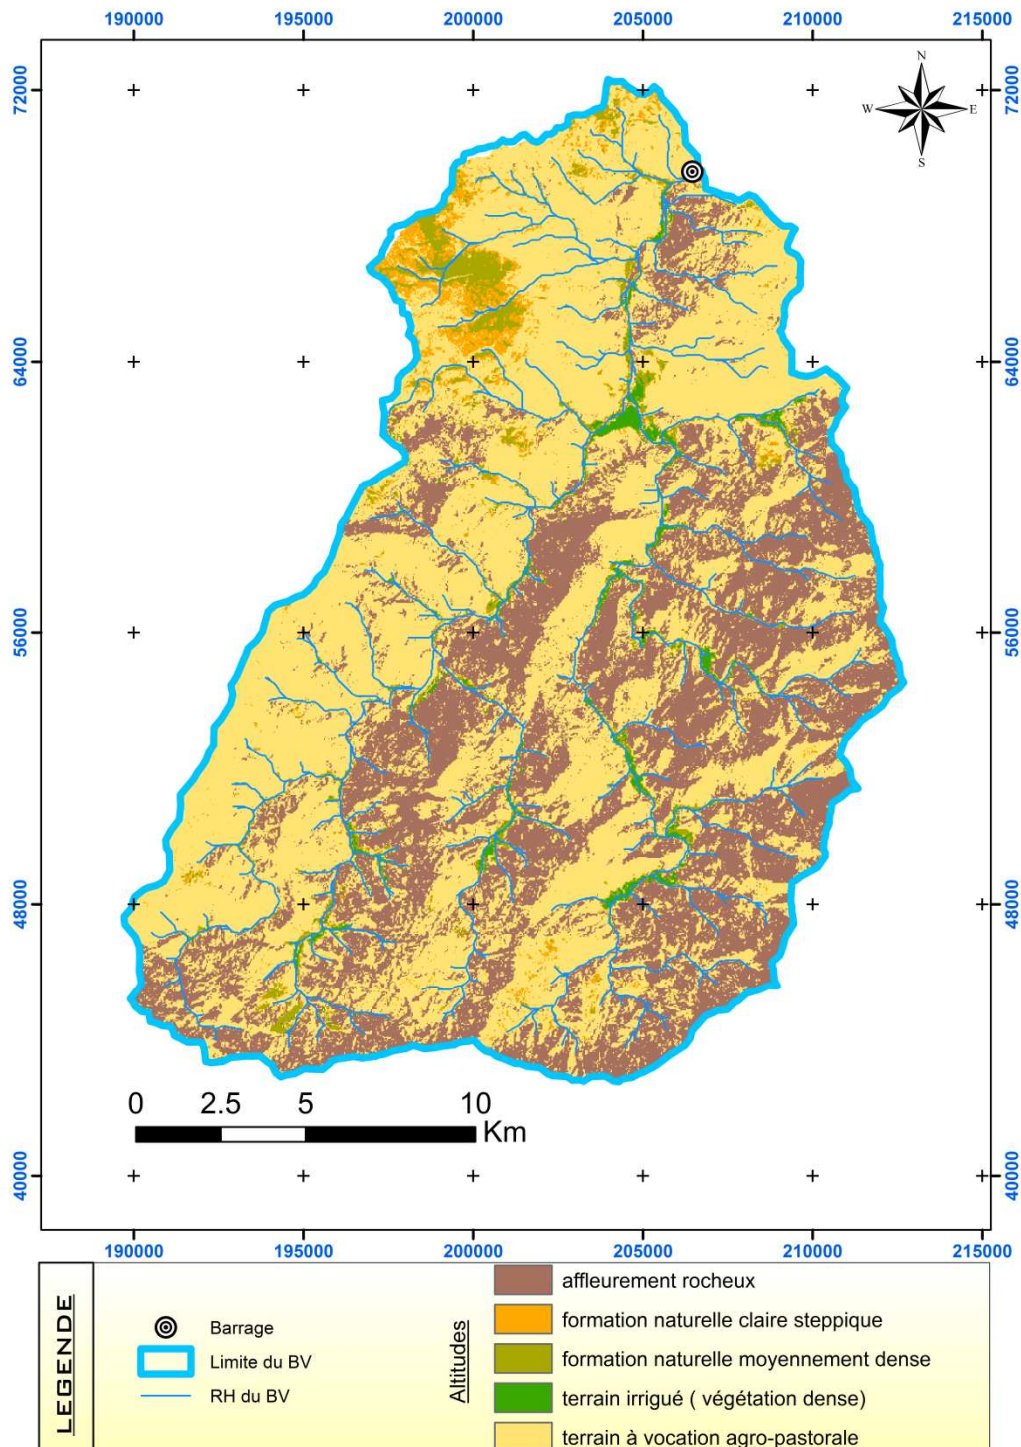 190000 195000 200000 205000 210000 215000
72000 72000
N
W E
S
64000 64000
56000 56000
48000 48000
0 2.5 5 10
Km
40000 40000
190000 195000 200000 205000 210000 215000
LEGENDE
Barrage
Limite du BV
RH du BV
Altitudes
affleurement rocheux
formation naturelle claire steppique
formation naturelle moyennement dense
terrain irrigué ( végétation dense)
terrain à vocation agro-pastorale